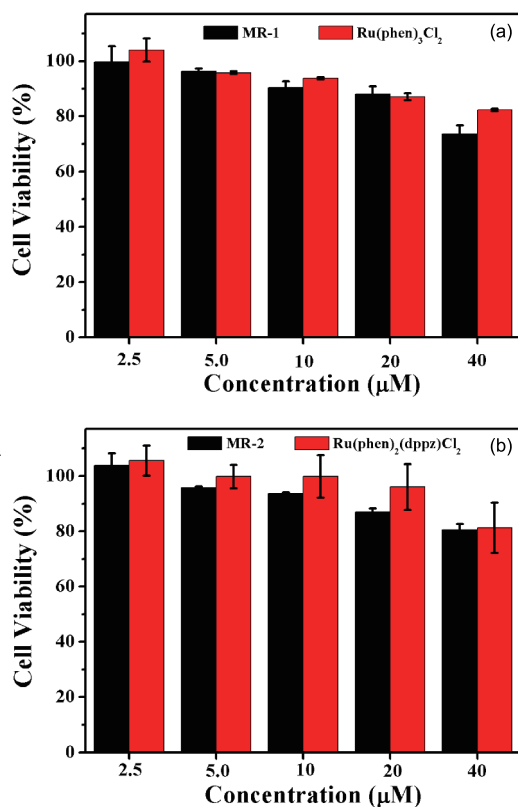 MR-1 Ru(phen)₃Cl₂ (a)
100
80
60
40
20
0
Cell Viability (%)
2.5 5.0 10 20 40
Concentration (μM)
MR-2 Ru(phen)₂(dppz)Cl₂ (b)
100
80
60
40
20
0
Cell Viability (%)
2.5 5.0 10 20 40
Concentration (μM)